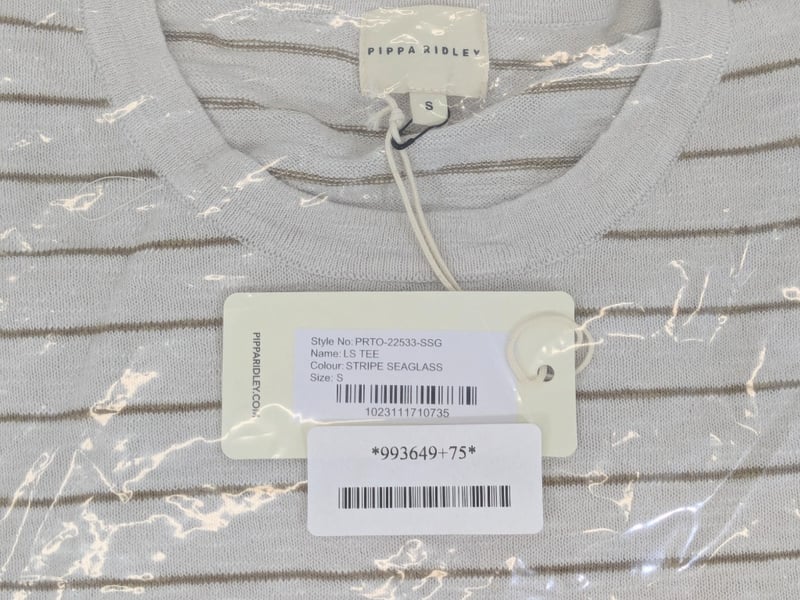 PIPPA RIDLEY
S
PIPPARIDLEY.COM
Style No: PRTO-22533-SSG
Name: LS TEE
Colour: STRIPE SEAGLASS
Size: S
1023111710735
*993649+75*